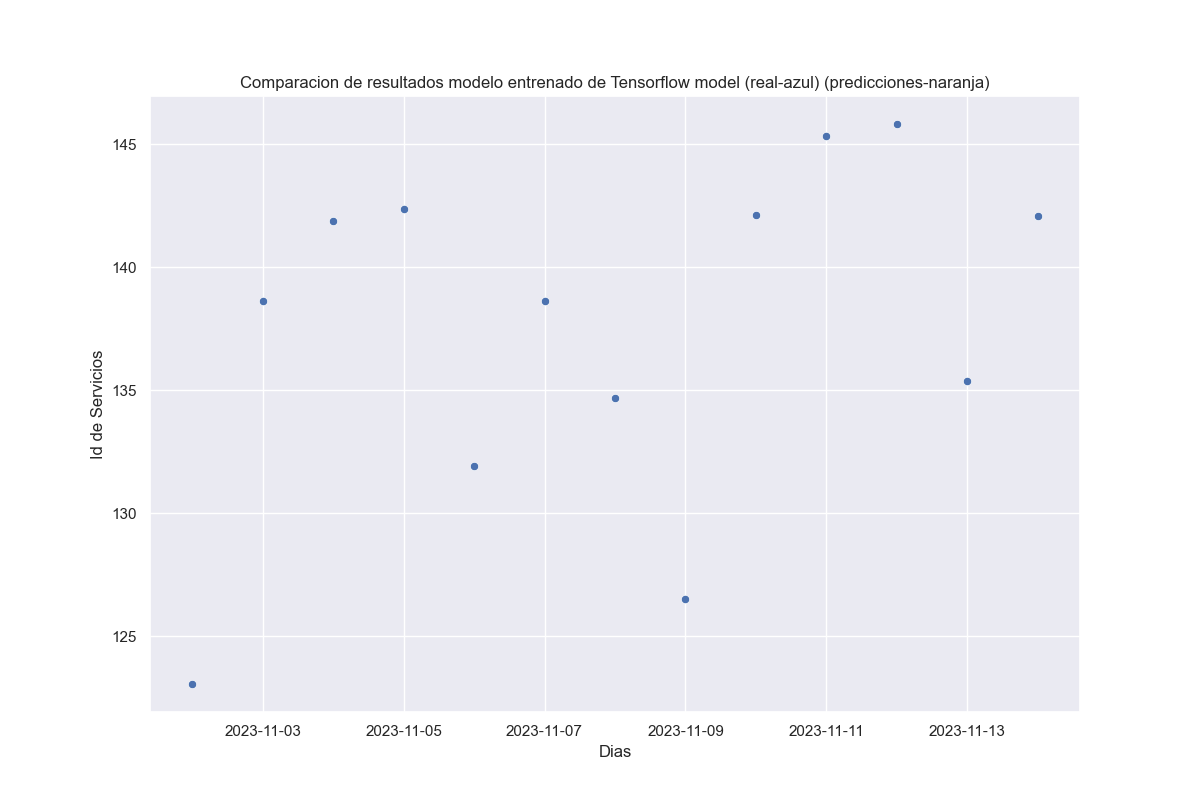 Comparacion de resultados modelo entrenado de Tensorflow model (real-azul) (predicciones-naranja)
145
140
135
130
125
Id de Servicios
2023-11-03 2023-11-05 2023-11-07 2023-11-09 2023-11-11 2023-11-13
Dias